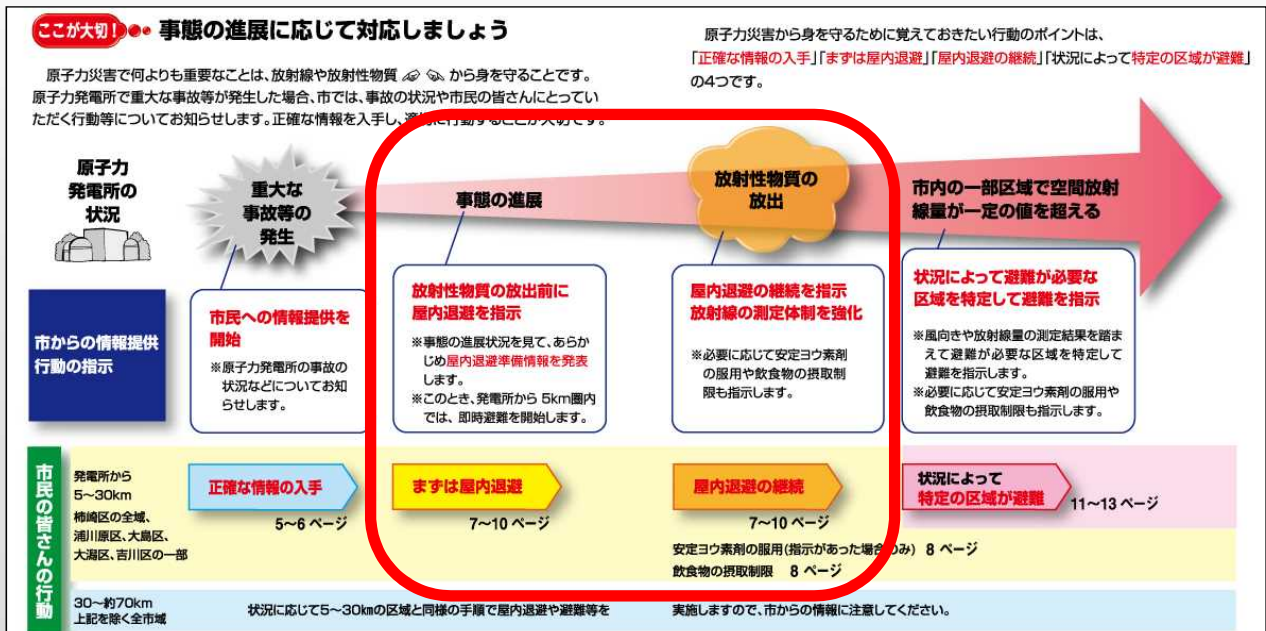 ここが大切！ 事態の進展に応じて対応しましょう
原子力災害で何よりも重要なことは、放射線や放射性物質 から身を守ることです。
原子力発電所で重大な事故等が発生した場合、市では、事故の状況や市民の皆さんにとってい
ただく行動等についてお知らせします。正確な情報を入手し、適切に行動することが大切です。
原子力災害から身を守るために覚えておきたい行動のポイントは、
「正確な情報の入手」「まずは屋内退避」「屋内退避の継続」「状況によって特定の区域が避難」
の4つです。
原子力
発電所の
状況
重大な
事故等の
発生
事態の進展
放射性物質の
放出
市内の一部区域で空間放射
線量が一定の値を超える
市からの情報提供
行動の指示
市民への情報提供を
開始
※原子力発電所の事故の
状況などについてお知
らせします。
放射性物質の放出前に
屋内退避を指示
※事態の進展状況を見て、あらか
じめ屋内退避準備情報を発表
します。
※このとき、発電所から 5km圏内
では、即時避難を開始します。
屋内退避の継続を指示
放射線の測定体制を強化
※必要に応じて安定ヨウ素剤
の服用や飲食物の摂取制
限も指示します。
状況によって避難が必要な
区域を特定して避難を指示
※風向きや放射線量の測定結果を踏ま
えて避難が必要な区域を特定して
避難を指示します。
※必要に応じて安定ヨウ素剤の服用や
飲食物の摂取制限も指示します。
市民の皆さんの行動
発電所から
5～30km
柿崎区の全域、
浦川原区、大島区、
大潟区、吉川区の一部
正確な情報の入手
5～6 ページ
まずは屋内退避
7～10 ページ
屋内退避の継続
7～10 ページ
安定ヨウ素剤の服用(指示があった場合のみ) 8 ページ
飲食物の摂取制限 8 ページ
状況によって
特定の区域が避難
11～13 ページ
30～約70km
上記を除く全市域
状況に応じて5～30kmの区域と同様の手順で屋内退避や避難等を 実施しますので、市からの情報に注意してください。